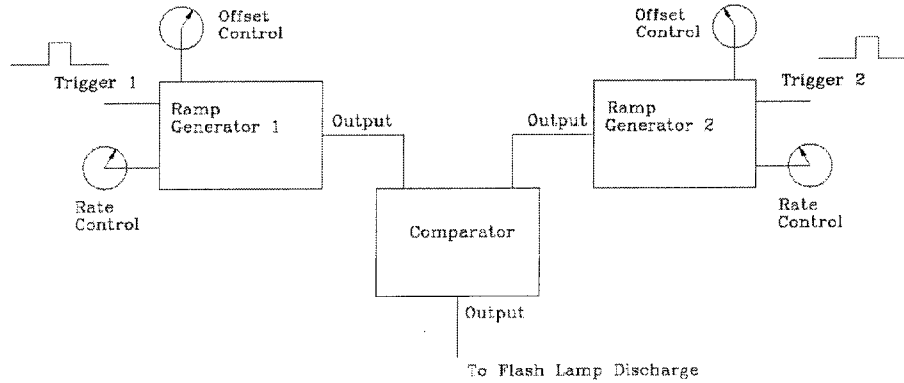 Offset
Control
Offset
Control
Trigger 1
Trigger 2
Ramp
Generator 1
Output
Output
Ramp
Generator 2
Rate
Control
Rate
Control
Comparator
Output
To Flash Lamp Discharge